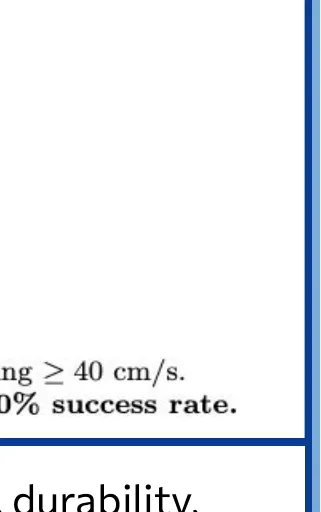 ng ≥ 40 cm/s.
0% success rate.
durability,